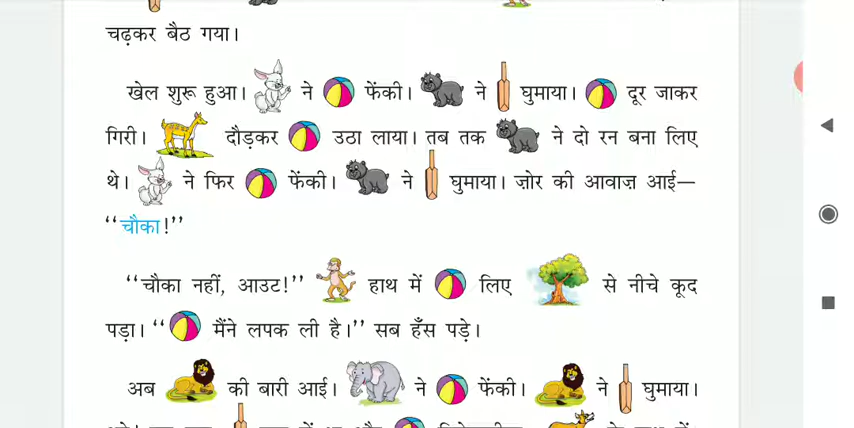 चढ़कर बैठ गया।
खेल शुरू हुआ। ने फेंकी। ने घुमाया। दूर जाकर
गिरी। दौड़कर उठा लाया। तब तक ने दो रन बना लिए
थे। ने फिर फेंकी। ने घुमाया। ज़ोर की आवाज़ आई—
‘‘चौका!’’
‘‘चौका नहीं, आउट!’’ हाथ में लिए से नीचे कूद
पड़ा। ‘‘ मैंने लपक ली है।’’ सब हँस पड़े।
अब की बारी आई। ने फेंकी। ने घुमाया।